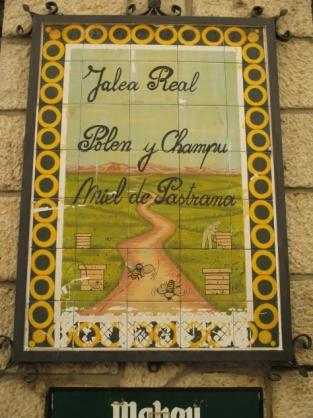 Jalea Real
Polen y Champu
Miel de Pastrana
Mahou